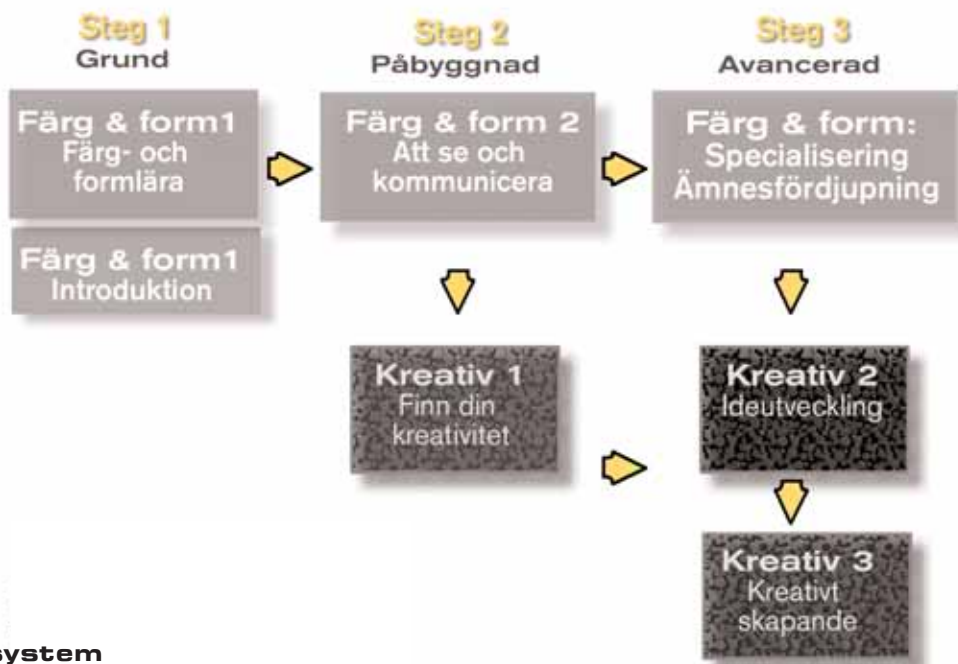 Steg 1
Grund
Färg & form1
Färg- och
formlära
Färg & form1
Introduktion
Steg 2
Påbyggnad
Färg & form 2
Att se och
kommunicera
Kreativ 1
Finn din
kreativitet
Steg 3
Avancerad
Färg & form:
Specialisering
Ämnesfördjupning
Kreativ 2
Ideutveckling
Kreativ 3
Kreativt
skapande
system